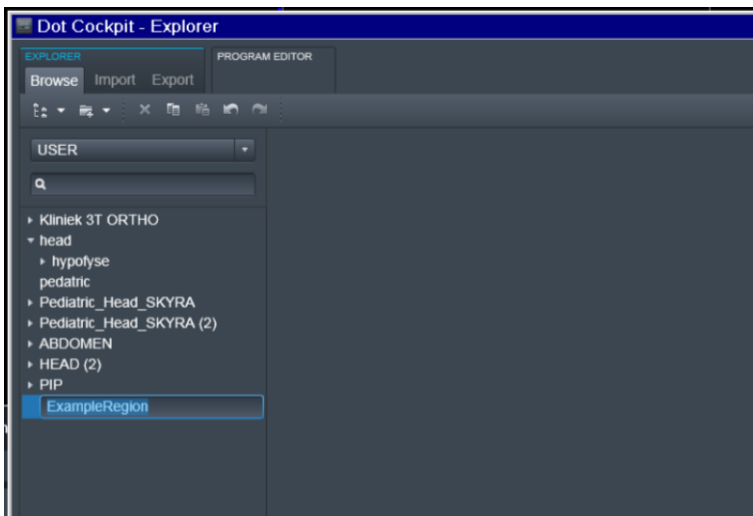 Dot Cockpit - Explorer
EXPLORER PROGRAM EDITOR
Browse Import Export
USER
Kliniek 3T ORTHO
head
hypofyse
pedatric
Pediatric_Head_SKYRA
Pediatric_Head_SKYRA (2)
ABDOMEN
HEAD (2)
PIP
ExampleRegion